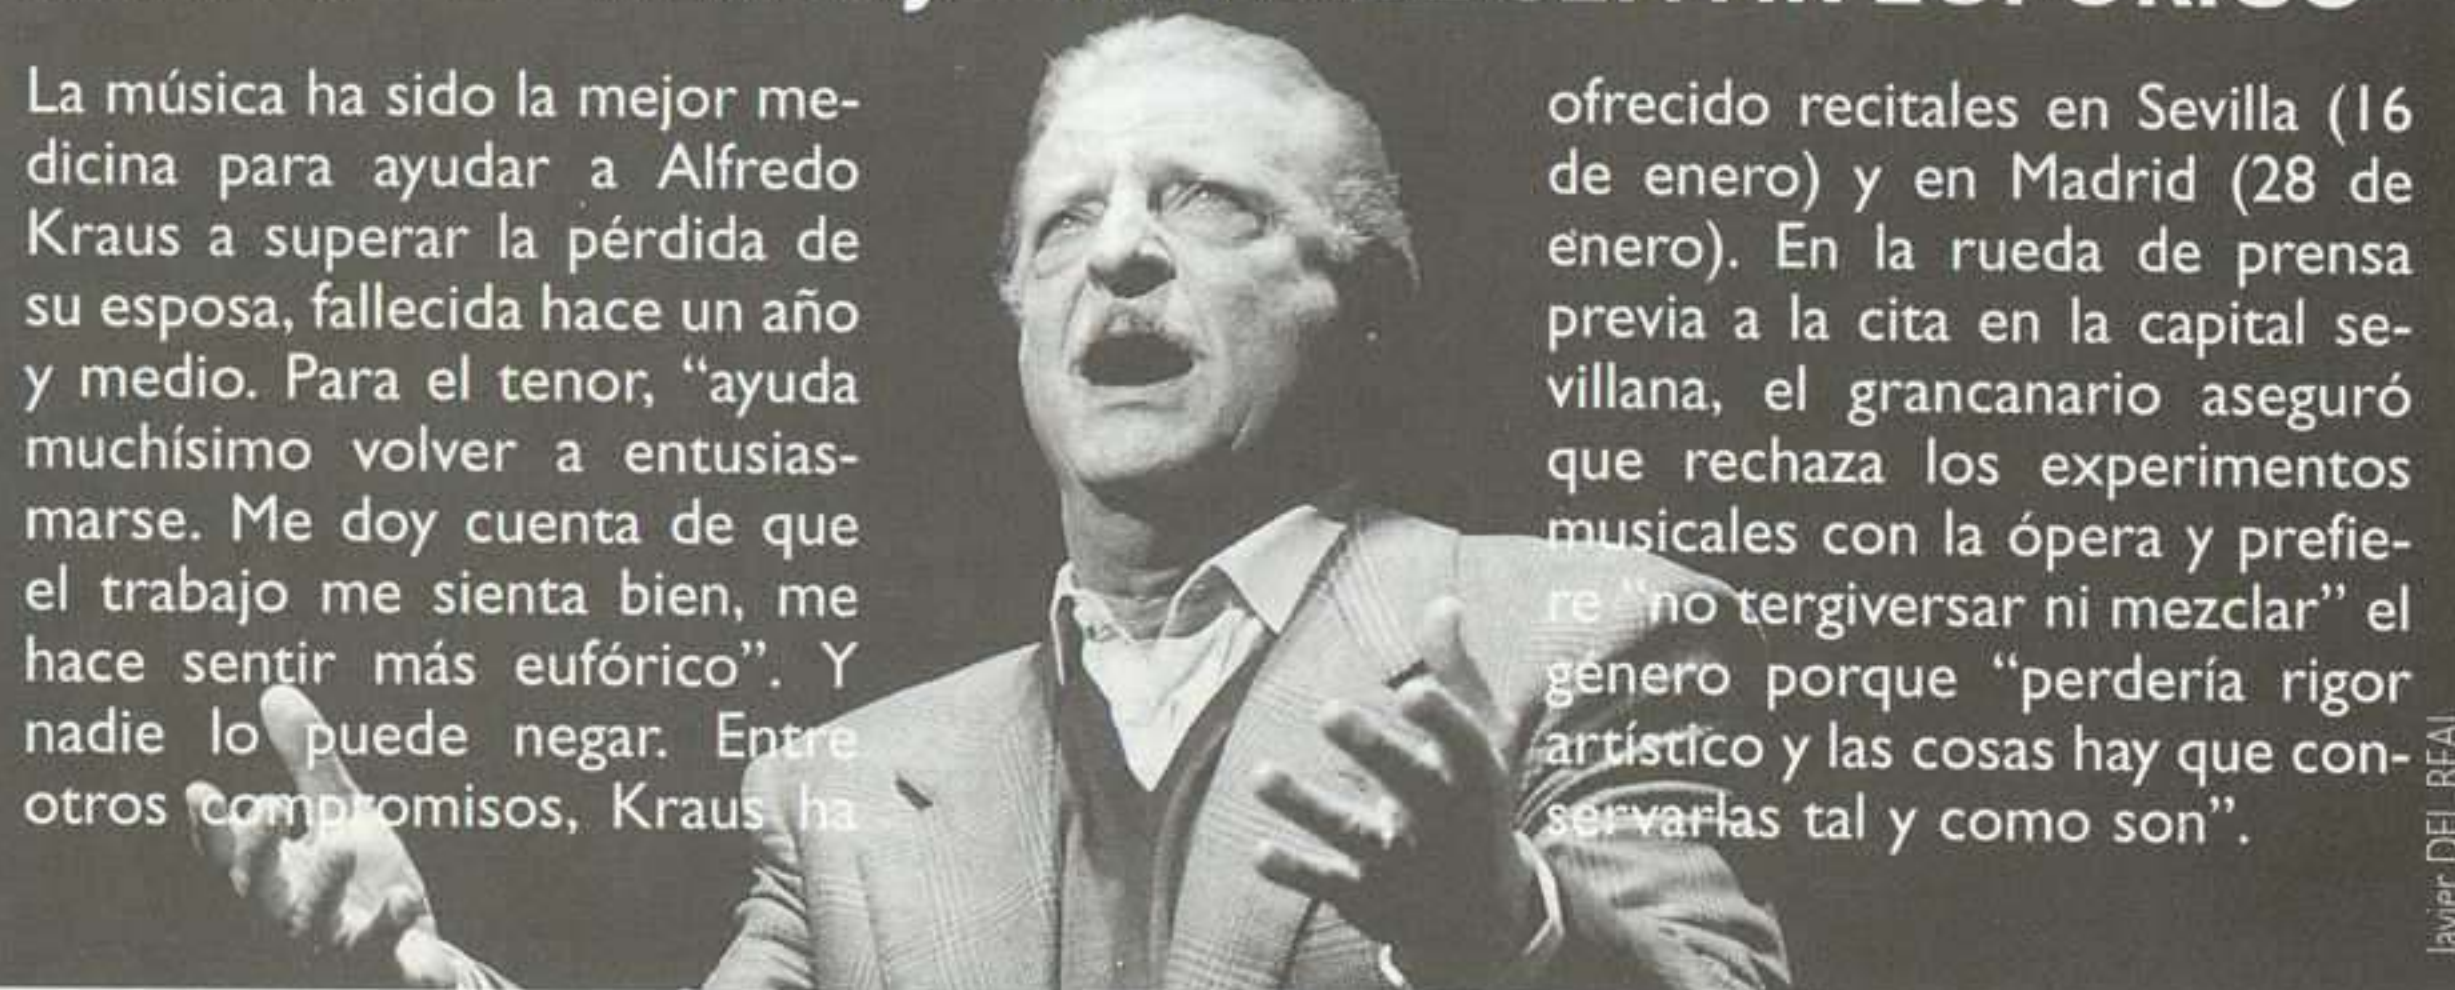 La música ha sido la mejor me-
dicina para ayudar a Alfredo
Kraus a superar la pérdida de
su esposa, fallecida hace un año
y medio. Para el tenor, “ayuda
muchísimo volver a entusias-
marse. Me doy cuenta de que
el trabajo me sienta bien, me
hace sentir más eufórico”. Y
nadie lo puede negar. Entre
otros compromisos, Kraus ha
ofrecido recitales en Sevilla (16
de enero) y en Madrid (28 de
enero). En la rueda de prensa
previa a la cita en la capital se-
villana, el grancanario aseguró
que rechaza los experimentos
musicales con la ópera y prefie-
re “no tergiversar ni mezclar” el
género porque “perdería rigor
artístico y las cosas hay que con-
servarlas tal y como son”.
Javier DEL REAL